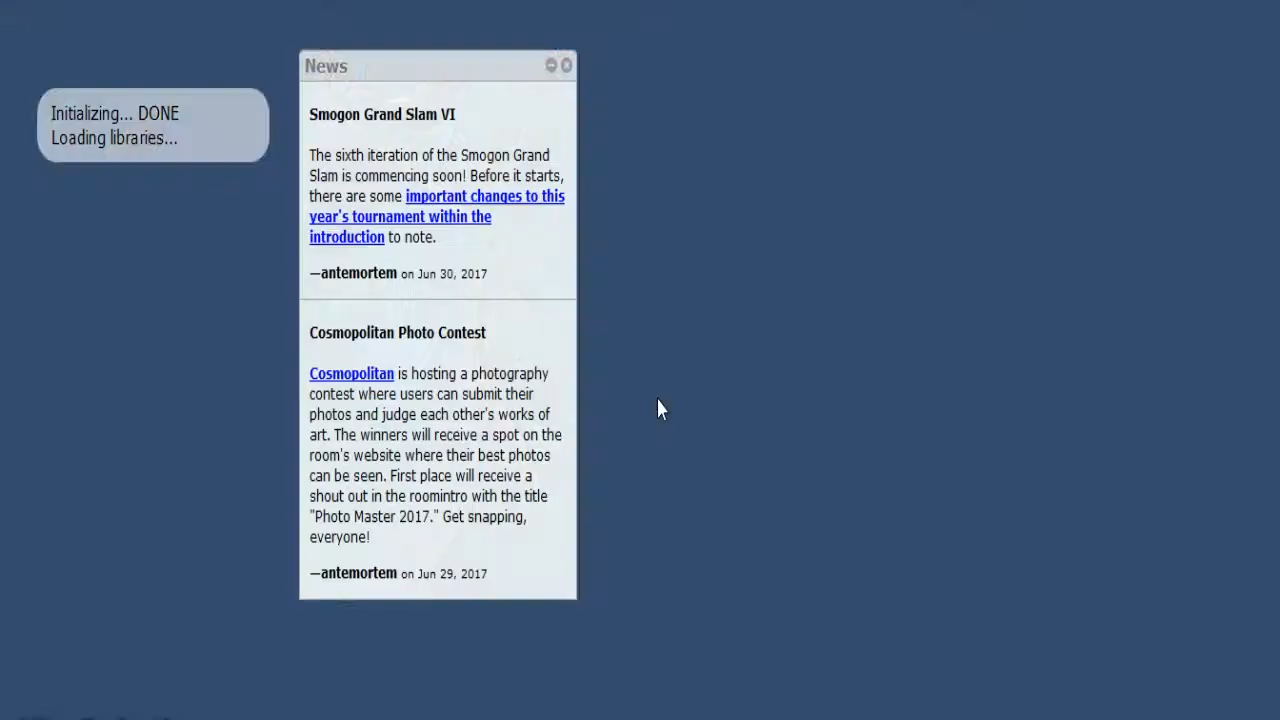 Initializing... DONE
Loading libraries...
News
Smogon Grand Slam VI
The sixth iteration of the Smogon Grand
Slam is commencing soon! Before it starts,
there are some important changes to this
year's tournament within the
introduction to note.
—antemortem on Jun 30, 2017
Cosmopolitan Photo Contest
Cosmopolitan is hosting a photography
contest where users can submit their
photos and judge each other's works of
art. The winners will receive a spot on the
room's website where their best photos
can be seen. First place will receive a
shout out in the roomintro with the title
"Photo Master 2017." Get snapping,
everyone!
—antemortem on Jun 29, 2017